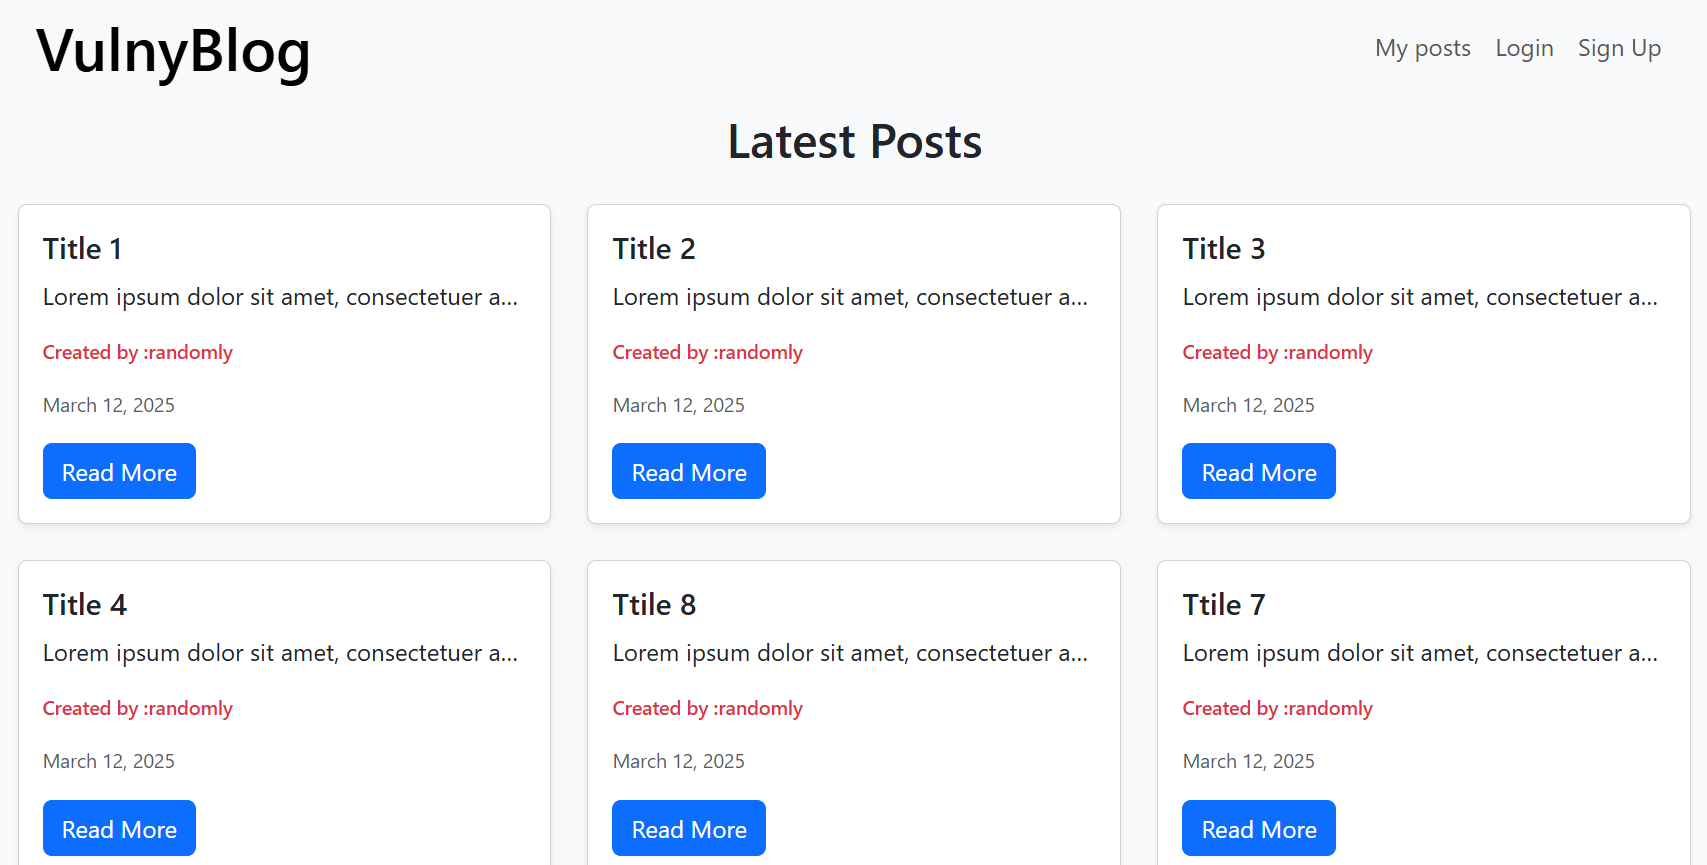 VulnyBlog
My posts Login Sign Up
Latest Posts
Title 1
Lorem ipsum dolor sit amet, consectetuer a...
Created by :randomly
March 12, 2025
Read More
Title 2
Lorem ipsum dolor sit amet, consectetuer a...
Created by :randomly
March 12, 2025
Read More
Title 3
Lorem ipsum dolor sit amet, consectetuer a...
Created by :randomly
March 12, 2025
Read More
Title 4
Lorem ipsum dolor sit amet, consectetuer a...
Created by :randomly
March 12, 2025
Read More
Ttile 8
Lorem ipsum dolor sit amet, consectetuer a...
Created by :randomly
March 12, 2025
Read More
Ttile 7
Lorem ipsum dolor sit amet, consectetuer a...
Created by :randomly
March 12, 2025
Read More